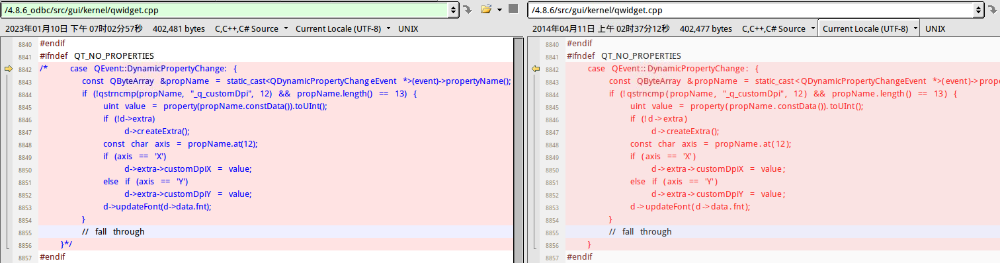 /4.8.6_odbc/src/gui/kernel/qwidget.cpp
2023年01月10日 下午 07时02分57秒 402,481 bytes C,C++,C# Source Current Locale (UTF-8) UNIX
8840 #endif
8841 #ifndef QT_NO_PROPERTIES
8842 /* case QEvent::DynamicPropertyChange: {
8843 const QByteArray &propName = static_cast<QDynamicPropertyChangeEvent *>(event)->propertyName();
8844 if (!qstrncmp(propName, "_q_customDpi", 12) && propName.length() == 13) {
8845 uint value = property(propName.constData()).toUInt();
8846 if (!d->extra)
8847 d->createExtra();
8848 const char axis = propName.at(12);
8849 if (axis == 'X')
8850 d->extra->customDpiX = value;
8851 else if (axis == 'Y')
8852 d->extra->customDpiY = value;
8853 d->updateFont(d->data.fnt);
8854 }
8855 // fall through
8856 }*/
8857 #endif
/4.8.6/src/gui/kernel/qwidget.cpp
2014年04月11日 上午 02时37分12秒 402,477 bytes C,C++,C# Source Current Locale (UTF-8) UNIX
8840 #endif
8841 #ifndef QT_NO_PROPERTIES
8842 case QEvent::DynamicPropertyChange: {
8843 const QByteArray &propName = static_cast<QDynamicPropertyChangeEvent *>(event)->prope
8844 if (!qstrncmp(propName, "_q_customDpi", 12) && propName.length() == 13) {
8845 uint value = property(propName.constData()).toUInt();
8846 if (!d->extra)
8847 d->createExtra();
8848 const char axis = propName.at(12);
8849 if (axis == 'X')
8850 d->extra->customDpiX = value;
8851 else if (axis == 'Y')
8852 d->extra->customDpiY = value;
8853 d->updateFont(d->data.fnt);
8854 }
8855 // fall through
8856 }
8857 #endif